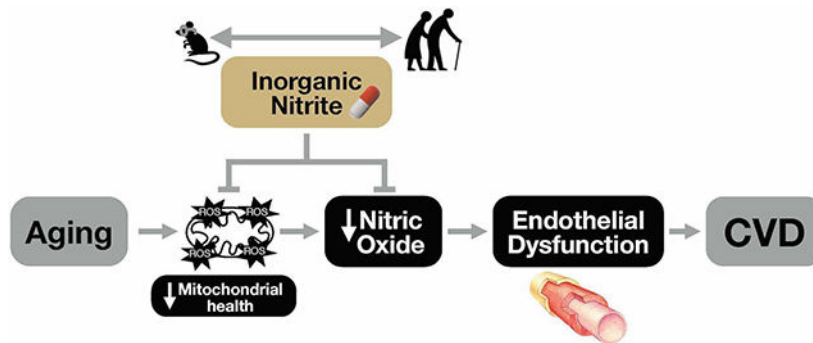 Inorganic
Nitrite
Aging
ROS
ROS
ROS
ROS
↓ Mitochondrial
health
↓ Nitric
Oxide
Endothelial
Dysfunction
CVD